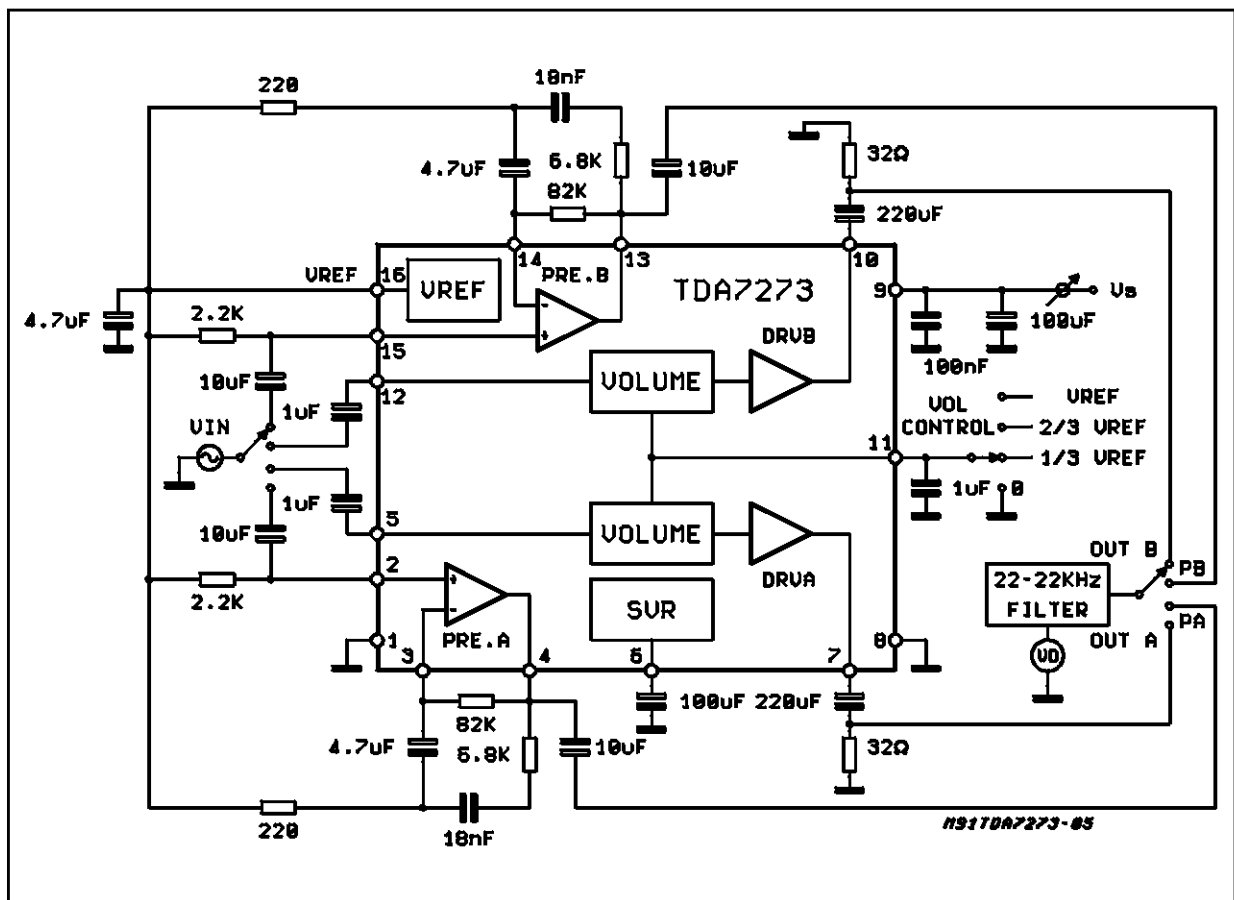 220
18nF
4.7uF
6.8K
82K
10uF
32Ω
220uF
14
13
10
VREF
16
VREF
PRE.B
TDA7273
9
Vs
4.7uF
2.2K
15
100uF
100nF
DRVB
10uF
12
VOLUME
1uF
VIN
VOL
CONTROL
VREF
2/3 VREF
1/3 VREF
11
1uF
0
1uF
10uF
5
VOLUME
DRVA
2
2.2K
SVR
OUT B
PB
22-22KHz
FILTER
PA
OUT A
VD
1
PRE.A
8
3
4
6
7
82K
100uF
220uF
4.7uF
6.8K
10uF
32Ω
220
18nF
M91TDA7273-05